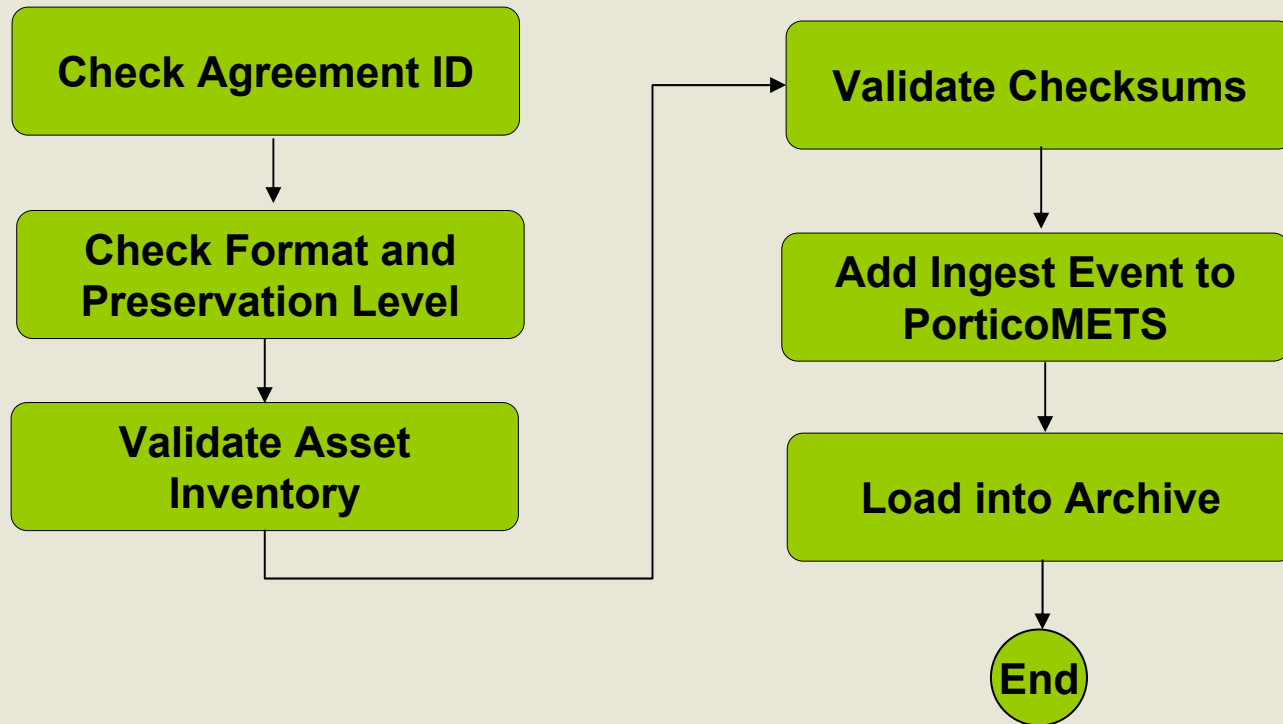 Check Agreement ID
Check Format and
Preservation Level
Validate Asset
Inventory
Validate Checksums
Add Ingest Event to
PorticoMETS
Load into Archive
End